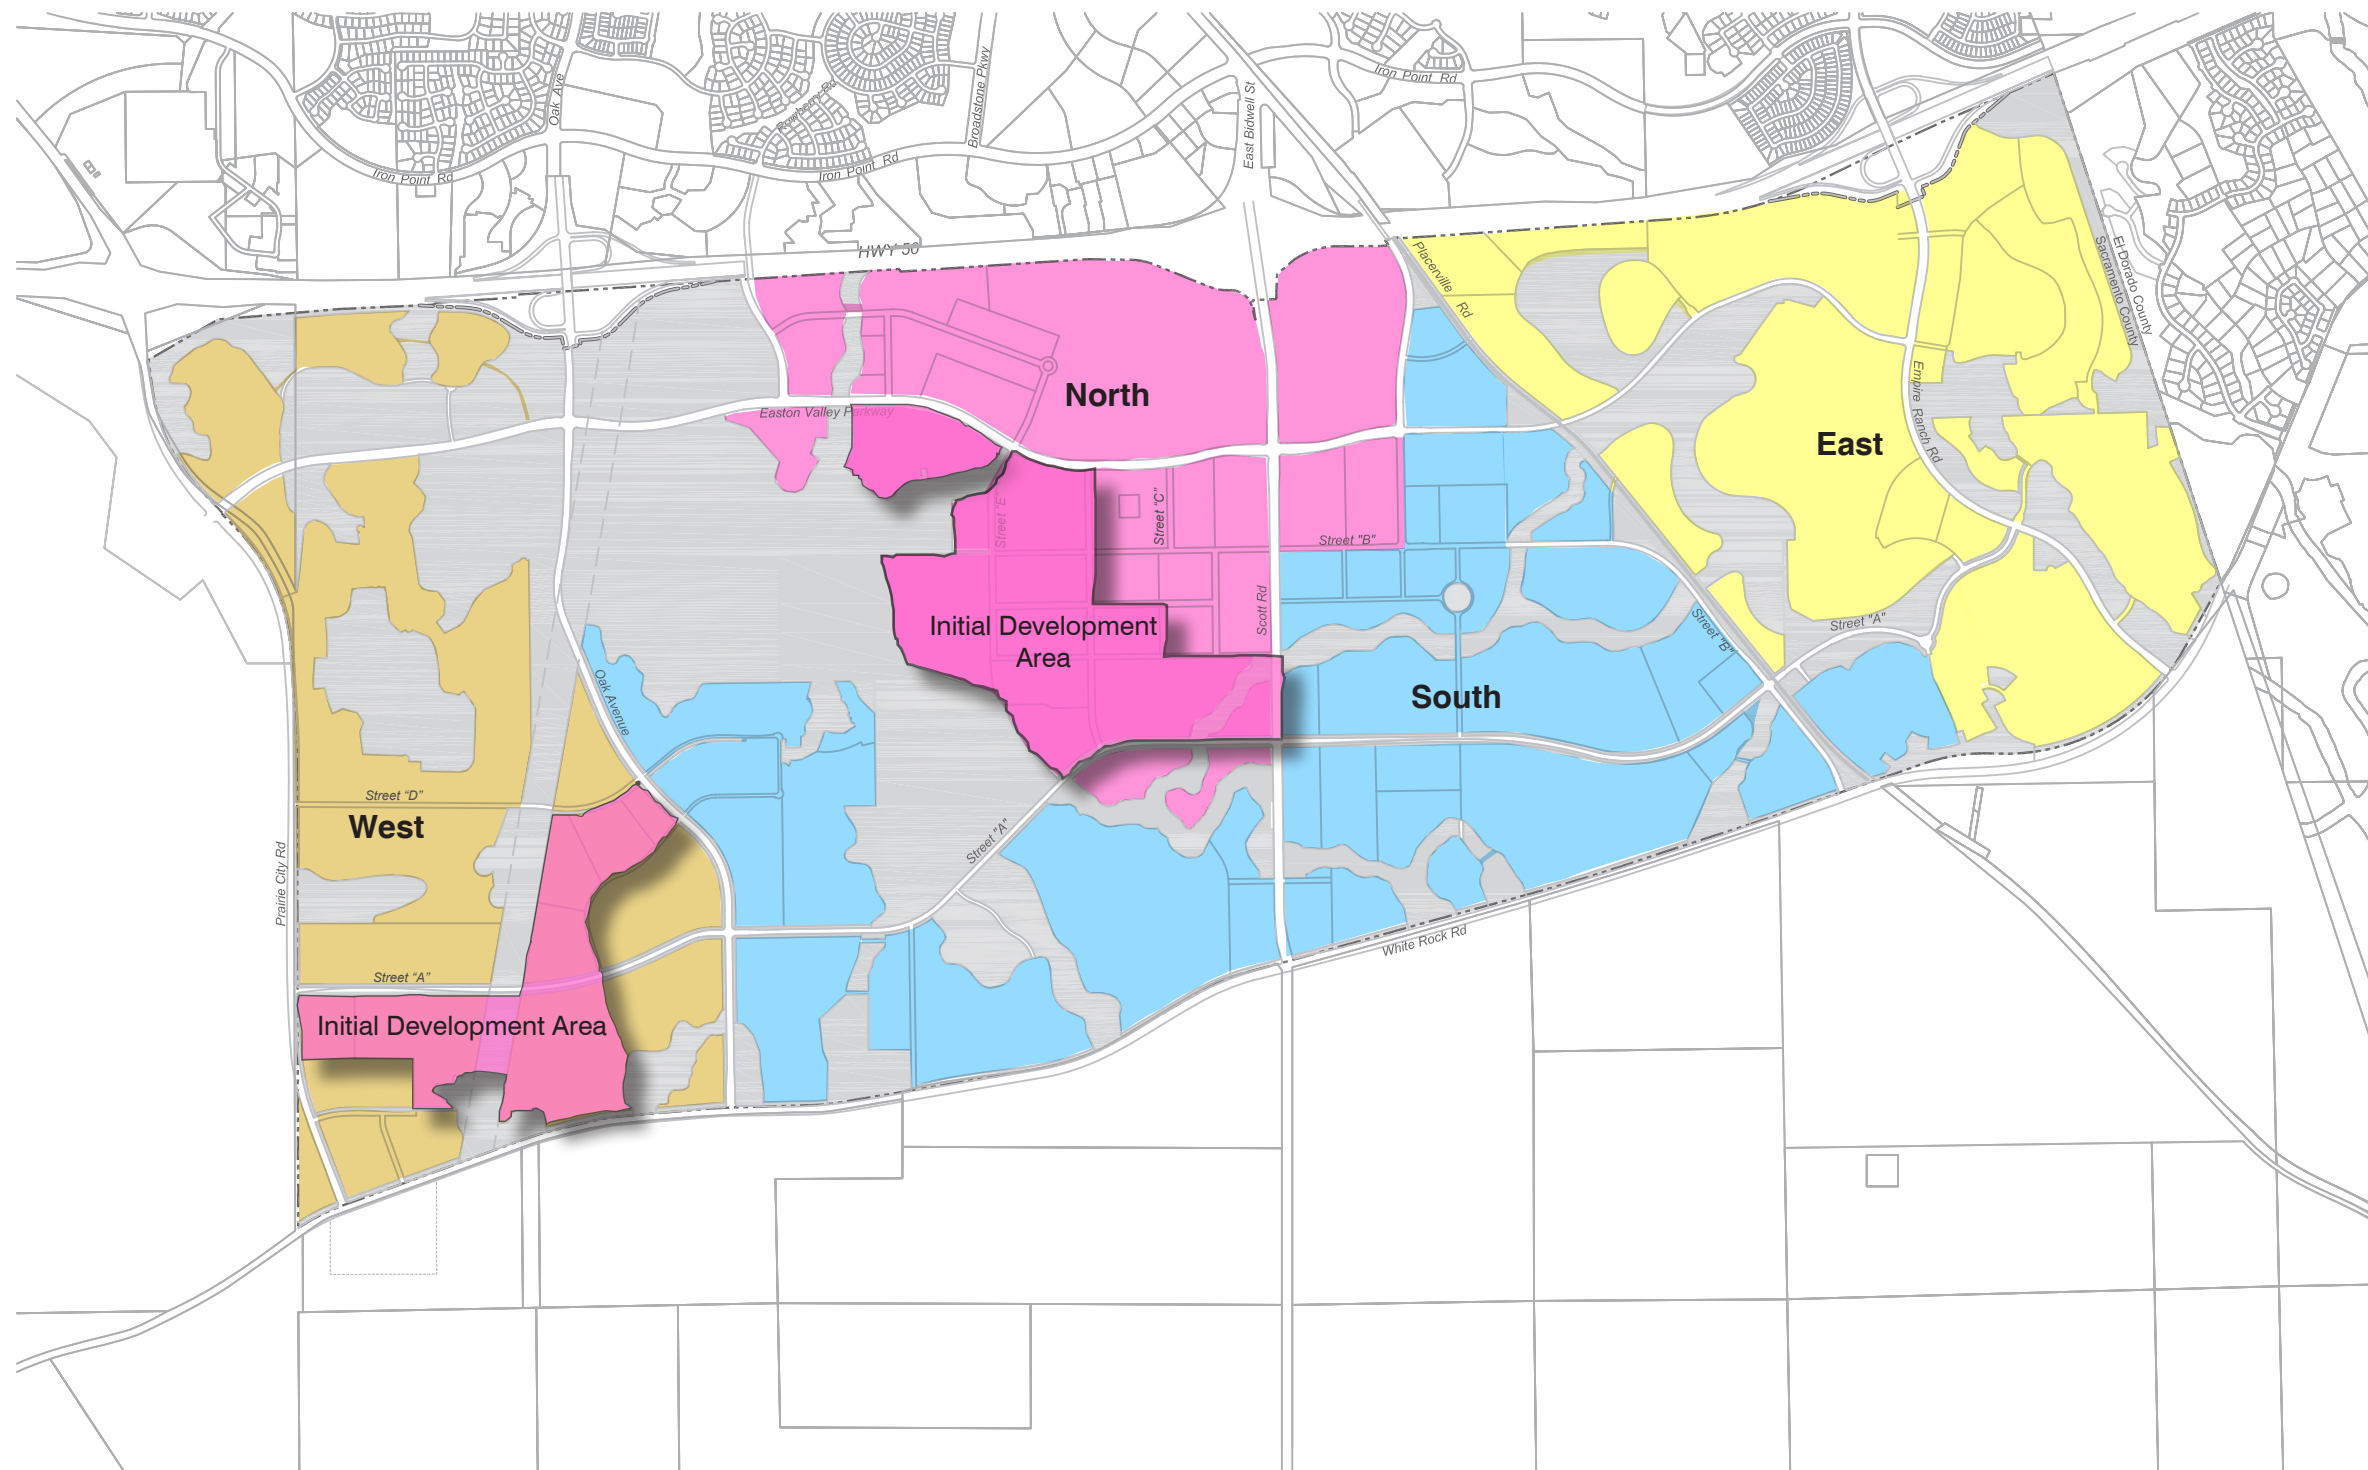 Oak Ave
Rowberry Rd
Broadstone Pkwy
East Bidwell St
Iron Point Rd
Iron Point Rd
Iron Point Rd
HWY 50
Placerville
Rd
El Dorado County
Sacramento County
North
Easton Valley Parkway
Empire Ranch Rd
East
Street "E"
Street "C"
Street "B"
Scott Rd
Initial Development
Area
Street "A"
Street "B"
Oak Avenue
South
Street "D"
West
Prairie City Rd
Street "A"
White Rock Rd
Street "A"
Initial Development Area